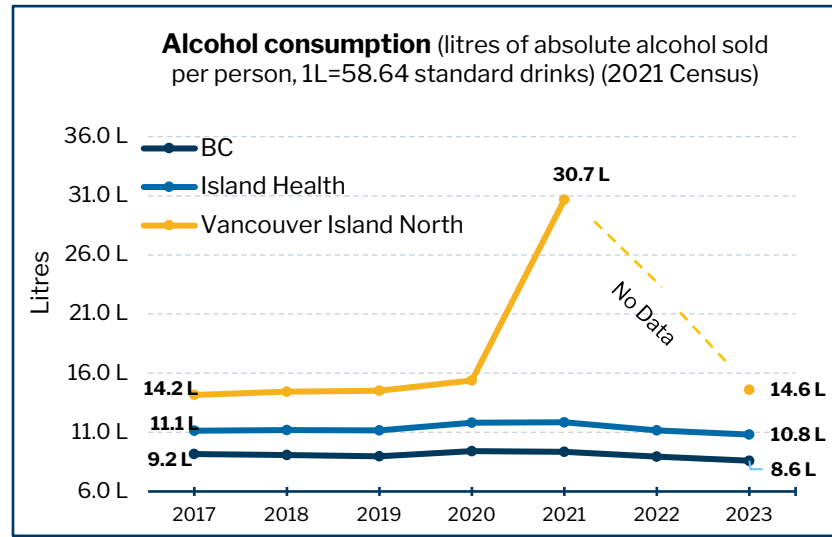 Alcohol consumption (litres of absolute alcohol sold
per person, 1L=58.64 standard drinks) (2021 Census)
36.0 L
31.0 L
26.0 L
21.0 L
16.0 L
11.0 L
6.0 L
Litres
BC
Island Health
Vancouver Island North
30.7 L
No Data
14.2 L
11.1 L
9.2 L
14.6 L
10.8 L
8.6 L
2017 2018 2019 2020 2021 2022 2023